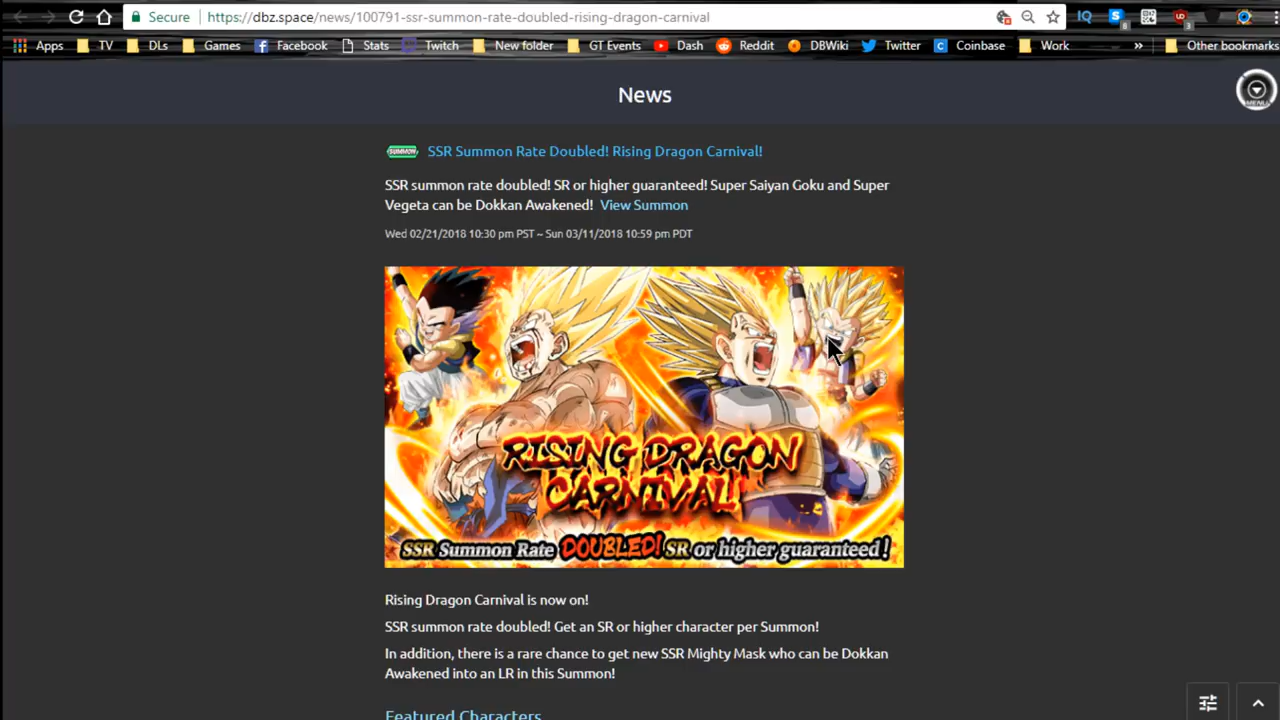 Secure | https://dbz.space/news/100791-ssr-summon-rate-doubled-rising-dragon-carnival
IQ S 8 3
Apps TV DLs Games Facebook Stats Twitch New folder GT Events Dash Reddit DBWiki Twitter Coinbase Work » Other bookmarks
News
MENU
SUMMON SSR Summon Rate Doubled! Rising Dragon Carnival!
SSR summon rate doubled! SR or higher guaranteed! Super Saiyan Goku and Super
Vegeta can be Dokkan Awakened! View Summon
Wed 02/21/2018 10:30 pm PST ~ Sun 03/11/2018 10:59 pm PDT
RISING DRAGON
CARNIVAL
SSR Summon Rate DOUBLED! SR or higher guaranteed!
Rising Dragon Carnival is now on!
SSR summon rate doubled! Get an SR or higher character per Summon!
In addition, there is a rare chance to get new SSR Mighty Mask who can be Dokkan
Awakened into an LR in this Summon!
Featured Characters